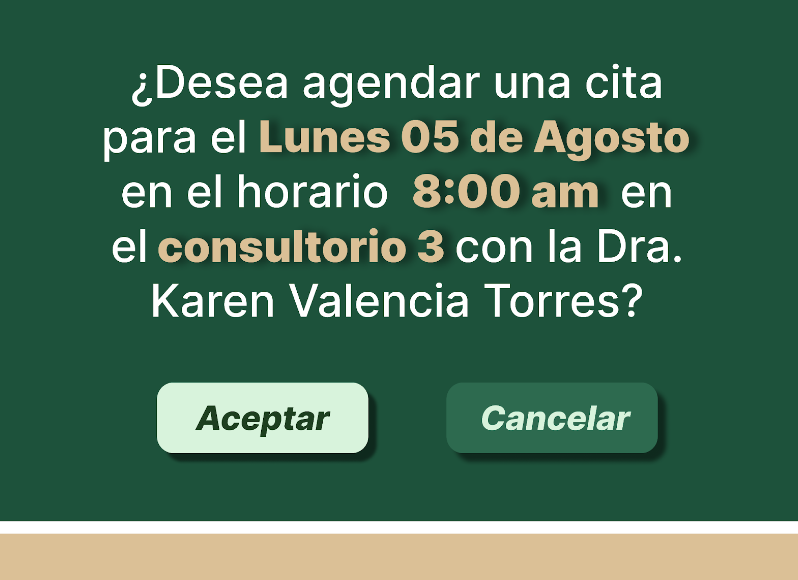 ¿Desea agendar una cita
para el Lunes 05 de Agosto
en el horario 8:00 am en
el consultorio 3 con la Dra.
Karen Valencia Torres?
Aceptar Cancelar